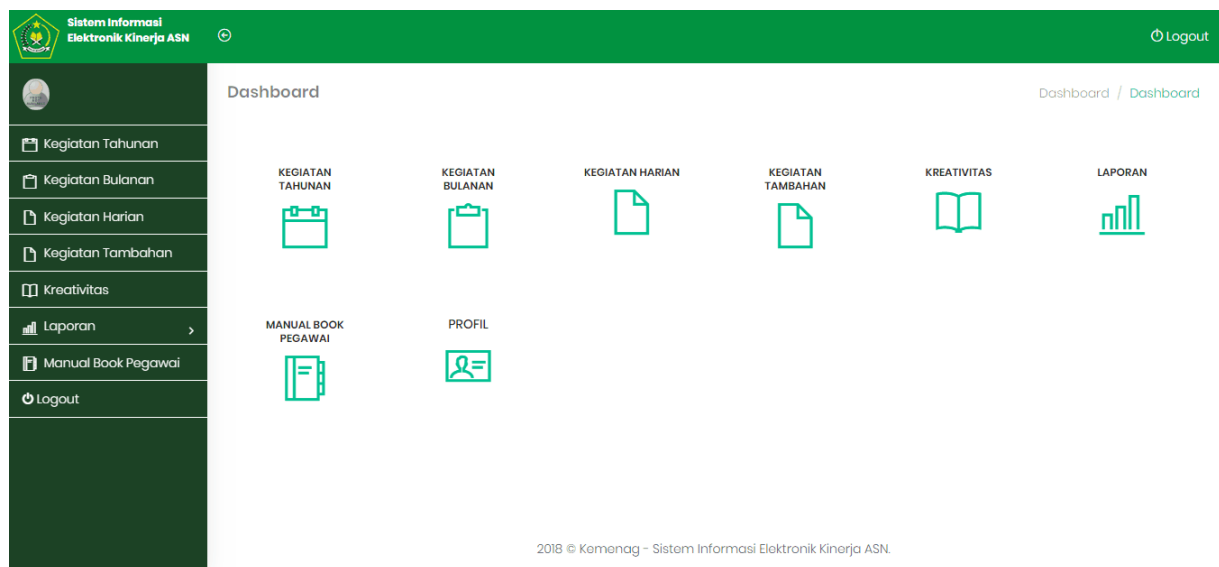 Sistem Informasi
Elektronik Kinerja ASN
Logout
Dashboard
Dashboard / Dashboard
Kegiatan Tahunan
Kegiatan Bulanan
Kegiatan Harian
Kegiatan Tambahan
Kreativitas
Laporan
Manual Book Pegawai
Logout
KEGIATAN
TAHUNAN
KEGIATAN
BULANAN
KEGIATAN HARIAN
KEGIATAN
TAMBAHAN
KREATIVITAS
LAPORAN
MANUAL BOOK
PEGAWAI
PROFIL
2018 © Kemenag - Sistem Informasi Elektronik Kinerja ASN.